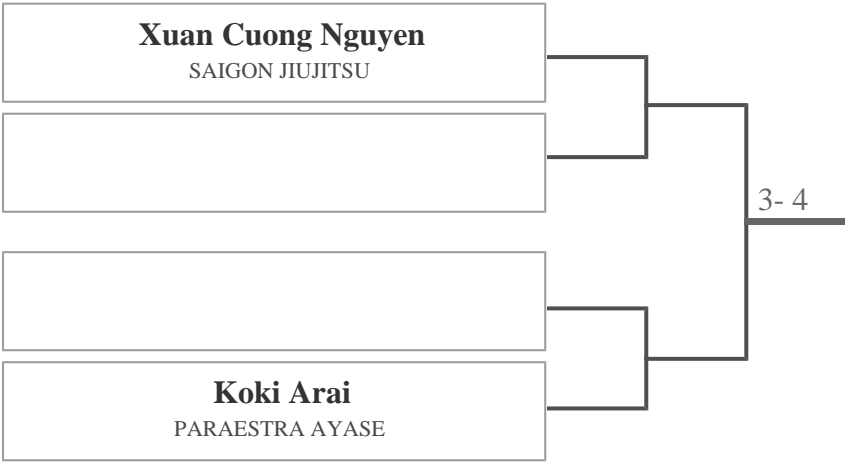 Xuan Cuong Nguyen
SAIGON JIUJITSU
3- 4
Koki Arai
PARAESTRA AYASE